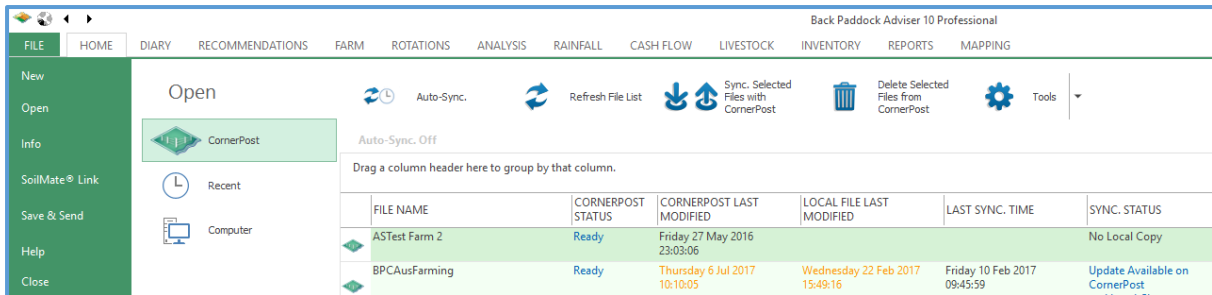 Back Paddock Adviser 10 Professional
FILE HOME DIARY RECOMMENDATIONS FARM ROTATIONS ANALYSIS RAINFALL CASH FLOW LIVESTOCK INVENTORY REPORTS MAPPING
New
Open
Info
SoilMate® Link
Save & Send
Help
Close
Open
CornerPost
Recent
Computer
Auto-Sync.
Refresh File List
Sync. Selected
Files with
CornerPost
Delete Selected
Files from
CornerPost
Tools
Auto-Sync. Off
Drag a column header here to group by that column.
FILE NAME
CORNERPOST
STATUS
CORNERPOST LAST
MODIFIED
LOCAL FILE LAST
MODIFIED
LAST SYNC. TIME
SYNC. STATUS
ASTest Farm 2
Ready
Friday 27 May 2016
23:03:06
No Local Copy
BPCAusFarming
Ready
Thursday 6 Jul 2017
10:10:05
Wednesday 22 Feb 2017
15:49:16
Friday 10 Feb 2017
09:45:59
Update Available on
CornerPost